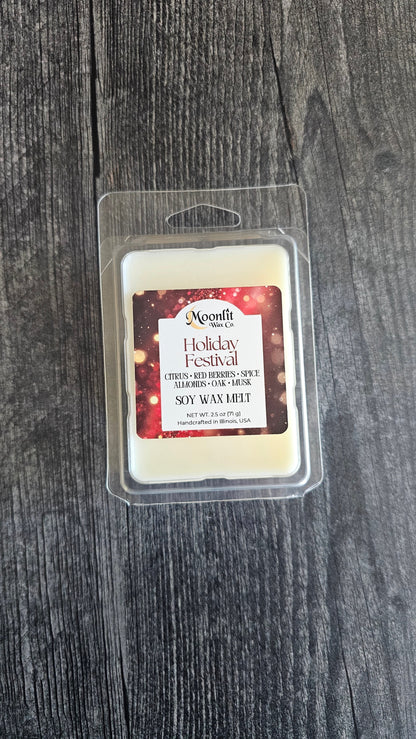 Moonlit
Wax Co.
Holiday
Festival
CITRUS • RED BERRIES • SPICE
ALMONDS • OAK • MUSK
SOY WAX MELT
NET WT. 2.5 oz (71 g)
Handcrafted in Illinois, USA